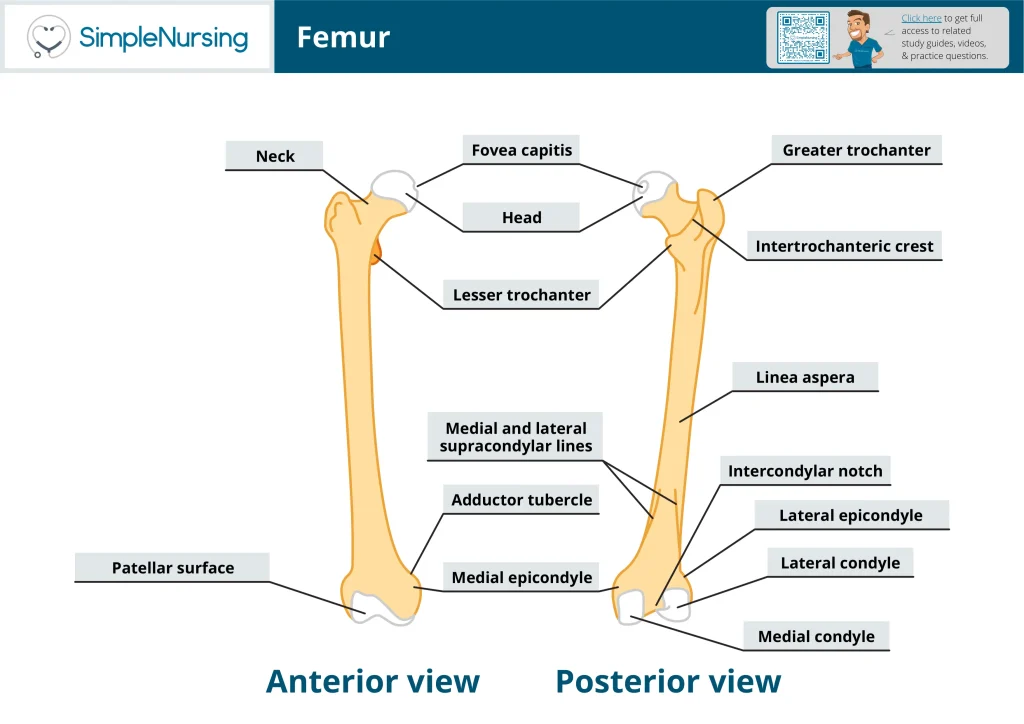 SimpleNursing
Femur
Click here to get full
access to related
study guides, videos,
& practice questions.
Neck
Fovea capitis
Greater trochanter
Head
Intertrochanteric crest
Lesser trochanter
Linea aspera
Medial and lateral
supracondylar lines
Intercondylar notch
Adductor tubercle
Lateral epicondyle
Patellar surface
Medial epicondyle
Lateral condyle
Medial condyle
Anterior view
Posterior view